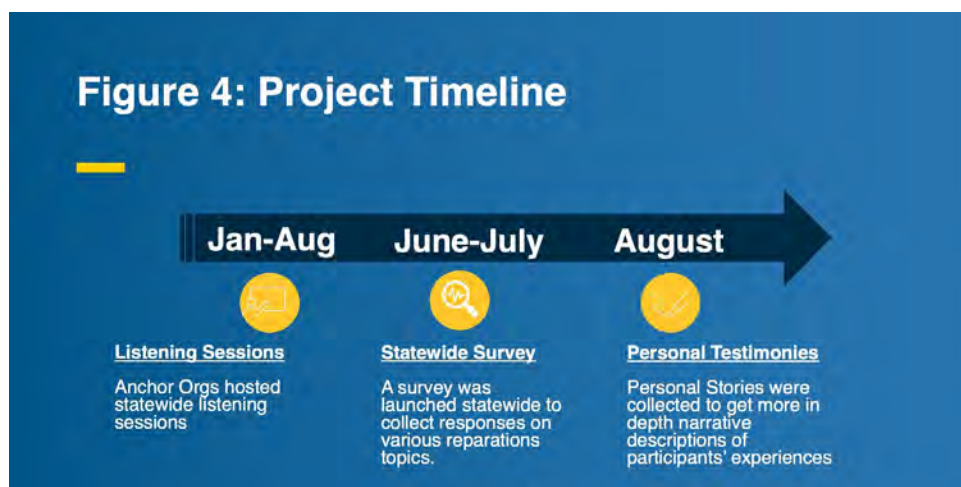 Figure 4: Project Timeline
Jan-Aug
June-July
August
Listening Sessions
Anchor Orgs hosted
statewide listening
sessions
Statewide Survey
A survey was
launched statewide to
collect responses on
various reparations
topics.
Personal Testimonies
Personal Stories were
collected to get more in
depth narrative
descriptions of
participants' experiences